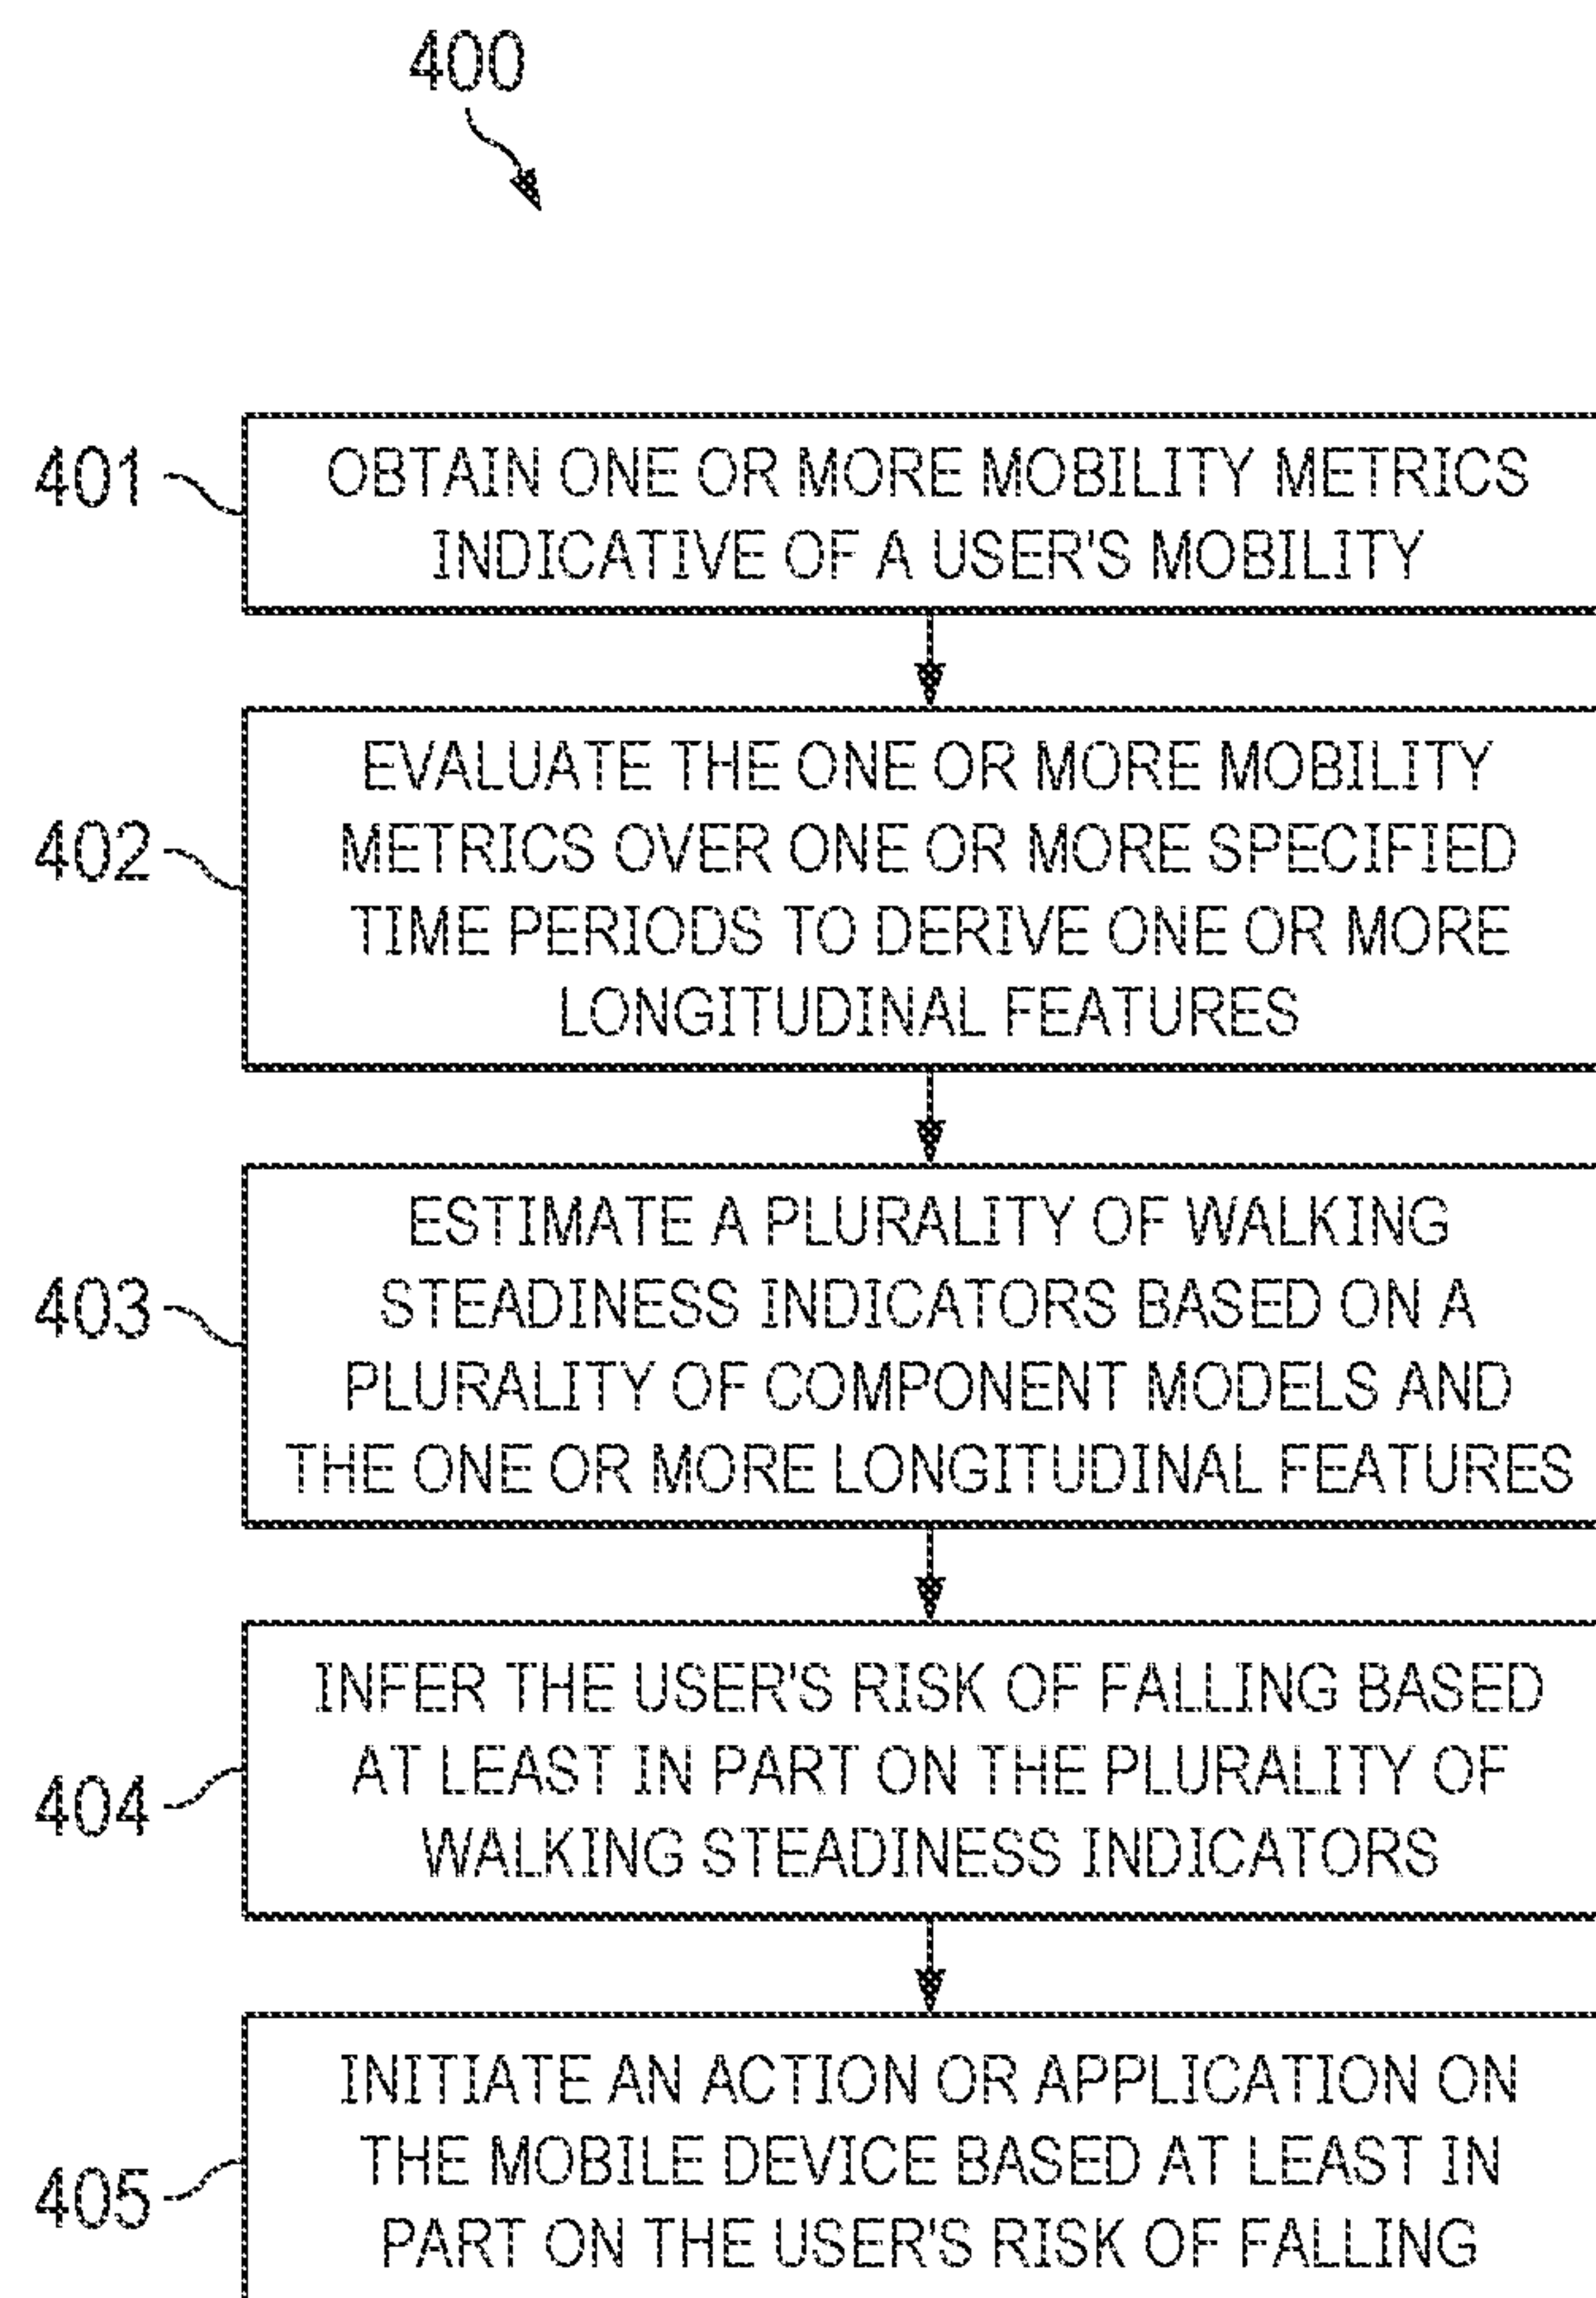 400
401
OBTAIN ONE OR MORE MOBILITY METRICS
INDICATIVE OF A USER'S MOBILITY
402
EVALUATE THE ONE OR MORE MOBILITY
METRICS OVER ONE OR MORE SPECIFIED
TIME PERIODS TO DERIVE ONE OR MORE
LONGITUDINAL FEATURES
403
ESTIMATE A PLURALITY OF WALKING
STEADINESS INDICATORS BASED ON A
PLURALITY OF COMPONENT MODELS AND
THE ONE OR MORE LONGITUDINAL FEATURES
404
INFER THE USER'S RISK OF FALLING BASED
AT LEAST IN PART ON THE PLURALITY OF
WALKING STEADINESS INDICATORS
405
INITIATE AN ACTION OR APPLICATION ON
THE MOBILE DEVICE BASED AT LEAST IN
PART ON THE USER'S RISK OF FALLING